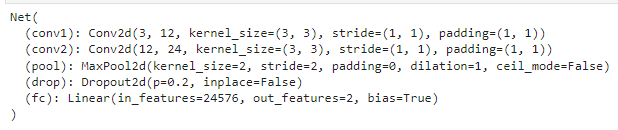 Net(
  (conv1): Conv2d(3, 12, kernel_size=(3, 3), stride=(1, 1), padding=(1, 1))
  (conv2): Conv2d(12, 24, kernel_size=(3, 3), stride=(1, 1), padding=(1, 1))
  (pool): MaxPool2d(kernel_size=2, stride=2, padding=0, dilation=1, ceil_mode=False)
  (drop): Dropout2d(p=0.2, inplace=False)
  (fc): Linear(in_features=24576, out_features=2, bias=True)
)